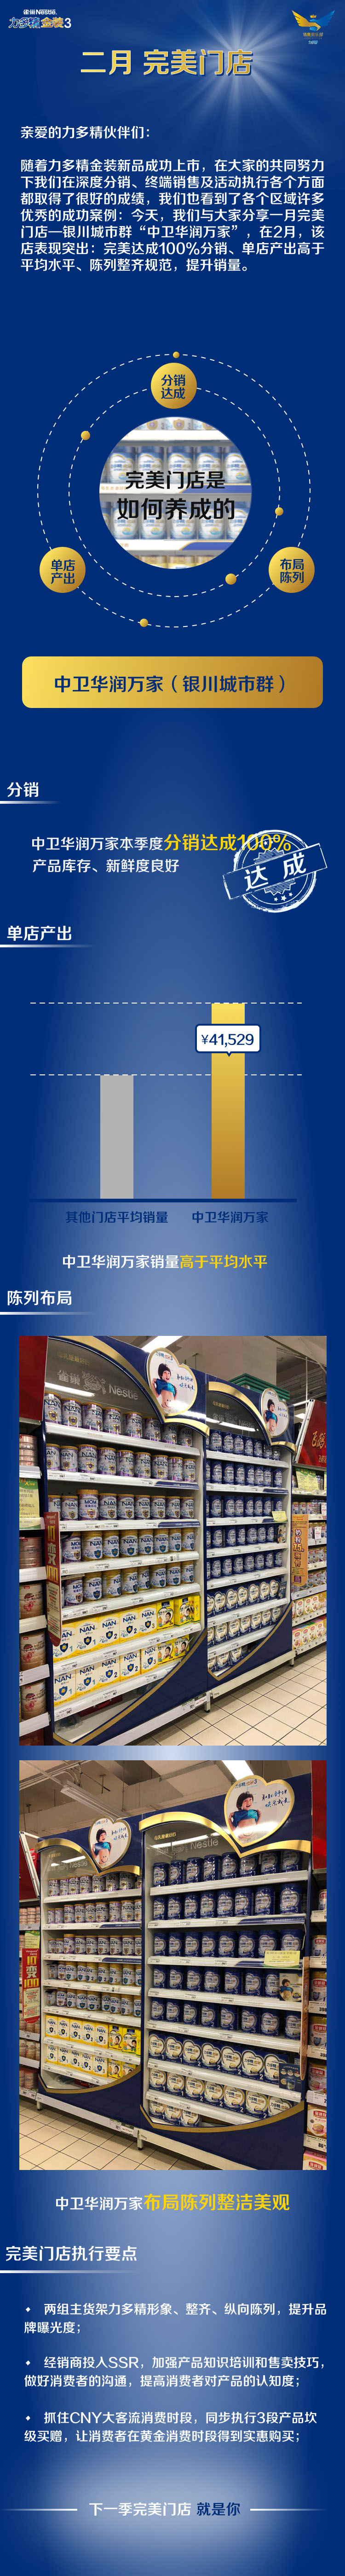 雀巢Nestlé
力多精金装3
二月 完美门店
亲爱的力多精伙伴们：
随着力多精金装新品成功上市，在大家的共同努力
下我们在深度分销、终端销售及活动执行各个方面
都取得了很好的成绩，我们也看到了各个区域许多
优秀的成功案例：今天，我们与大家分享一月完美
门店—银川城市群“中卫华润万家”，在2月，该
店表现突出：完美达成100%分销、单店产出高于
平均水平、陈列整齐规范，提升销量。
分销
达成
完美门店是
如何养成的
单店
产出
布局
陈列
中卫华润万家（银川城市群）
分销
中卫华润万家本季度分销达成100%
产品库存、新鲜度良好
达成
单店产出
¥41,529
其他门店平均销量
中卫华润万家
中卫华润万家销量高于平均水平
陈列布局
Nestlé
NAN
Nestlé
中卫华润万家布局陈列整洁美观
完美门店执行要点
• 两组主货架力多精形象、整齐、纵向陈列，提升品
牌曝光度；
• 经销商投入SSR，加强产品知识培训和售卖技巧，
做好消费者的沟通，提高消费者对产品的认知度；
• 抓住CNY大客流消费时段，同步执行3段产品坎
级买赠，让消费者在黄金消费时段得到实惠购买；
下一季完美门店 就是你